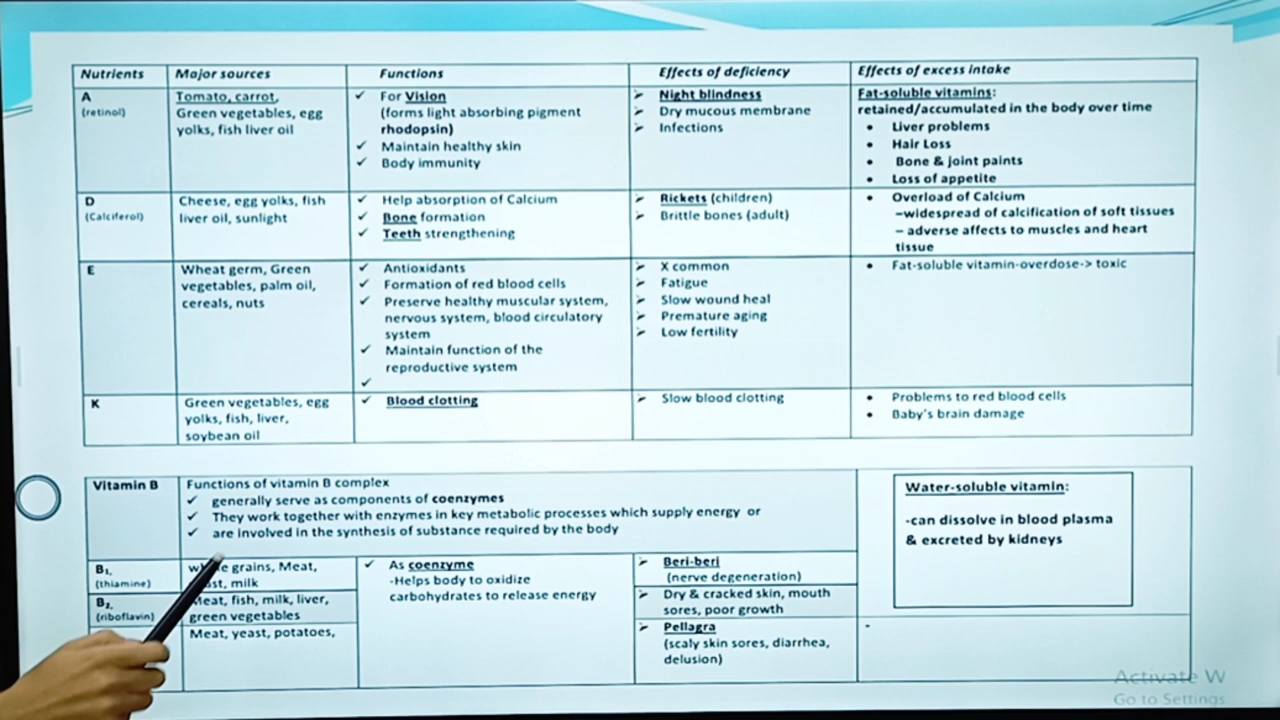 Nutrients Major sources Functions Effects of deficiency Effects of excess intake
A
(retinol)
Tomato, carrot,
Green vegetables, egg
yolks, fish liver oil
✓ For Vision
(forms light absorbing pigment
rhodopsin)
✓ Maintain healthy skin
✓ Body immunity
➢ Night blindness
➢ Dry mucous membrane
➢ Infections
Fat-soluble vitamins:
retained/accumulated in the body over time
• Liver problems
• Hair Loss
• Bone & joint paints
• Loss of appetite
D
(Calciferol)
Cheese, egg yolks, fish
liver oil, sunlight
✓ Help absorption of Calcium
✓ Bone formation
✓ Teeth strengthening
➢ Rickets (children)
➢ Brittle bones (adult)
• Overload of Calcium
–widespread of calcification of soft tissues
– adverse affects to muscles and heart
tissue
E
Wheat germ, Green
vegetables, palm oil,
cereals, nuts
✓ Antioxidants
✓ Formation of red blood cells
✓ Preserve healthy muscular system,
nervous system, blood circulatory
system
✓ Maintain function of the
reproductive system
✓
➢ X common
➢ Fatigue
➢ Slow wound heal
➢ Premature aging
➢ Low fertility
• Fat-soluble vitamin-overdose-> toxic
K
Green vegetables, egg
yolks, fish, liver,
soybean oil
✓ Blood clotting
➢ Slow blood clotting
• Problems to red blood cells
• Baby's brain damage
Vitamin B
Functions of vitamin B complex
✓ generally serve as components of coenzymes
✓ They work together with enzymes in key metabolic processes which supply energy or
✓ are involved in the synthesis of substance required by the body
Water-soluble vitamin:
-can dissolve in blood plasma
& excreted by kidneys
B1,
(thiamine)
grains, Meat,
milk
✓ As coenzyme
-Helps body to oxidize
carbohydrates to release energy
➢ Beri-beri
(nerve degeneration)
B2,
(riboflavin)
Meat, fish, milk, liver,
green vegetables
➢ Dry & cracked skin, mouth
sores, poor growth
Meat, yeast, potatoes,
➢ Pellagra
(scaly skin sores, diarrhea,
delusion)
-
Activate W
Go to Settings